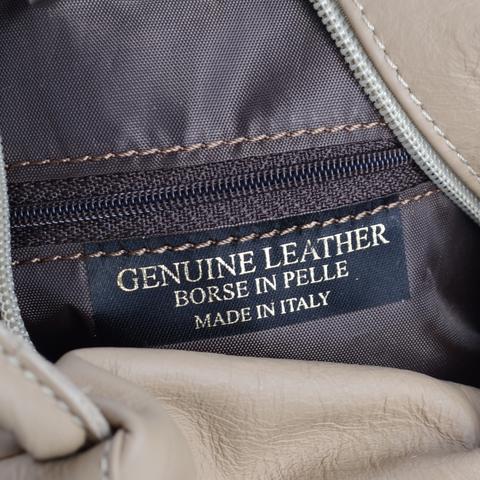 GENUINE LEATHER
BORSE IN PELLE
MADE IN ITALY